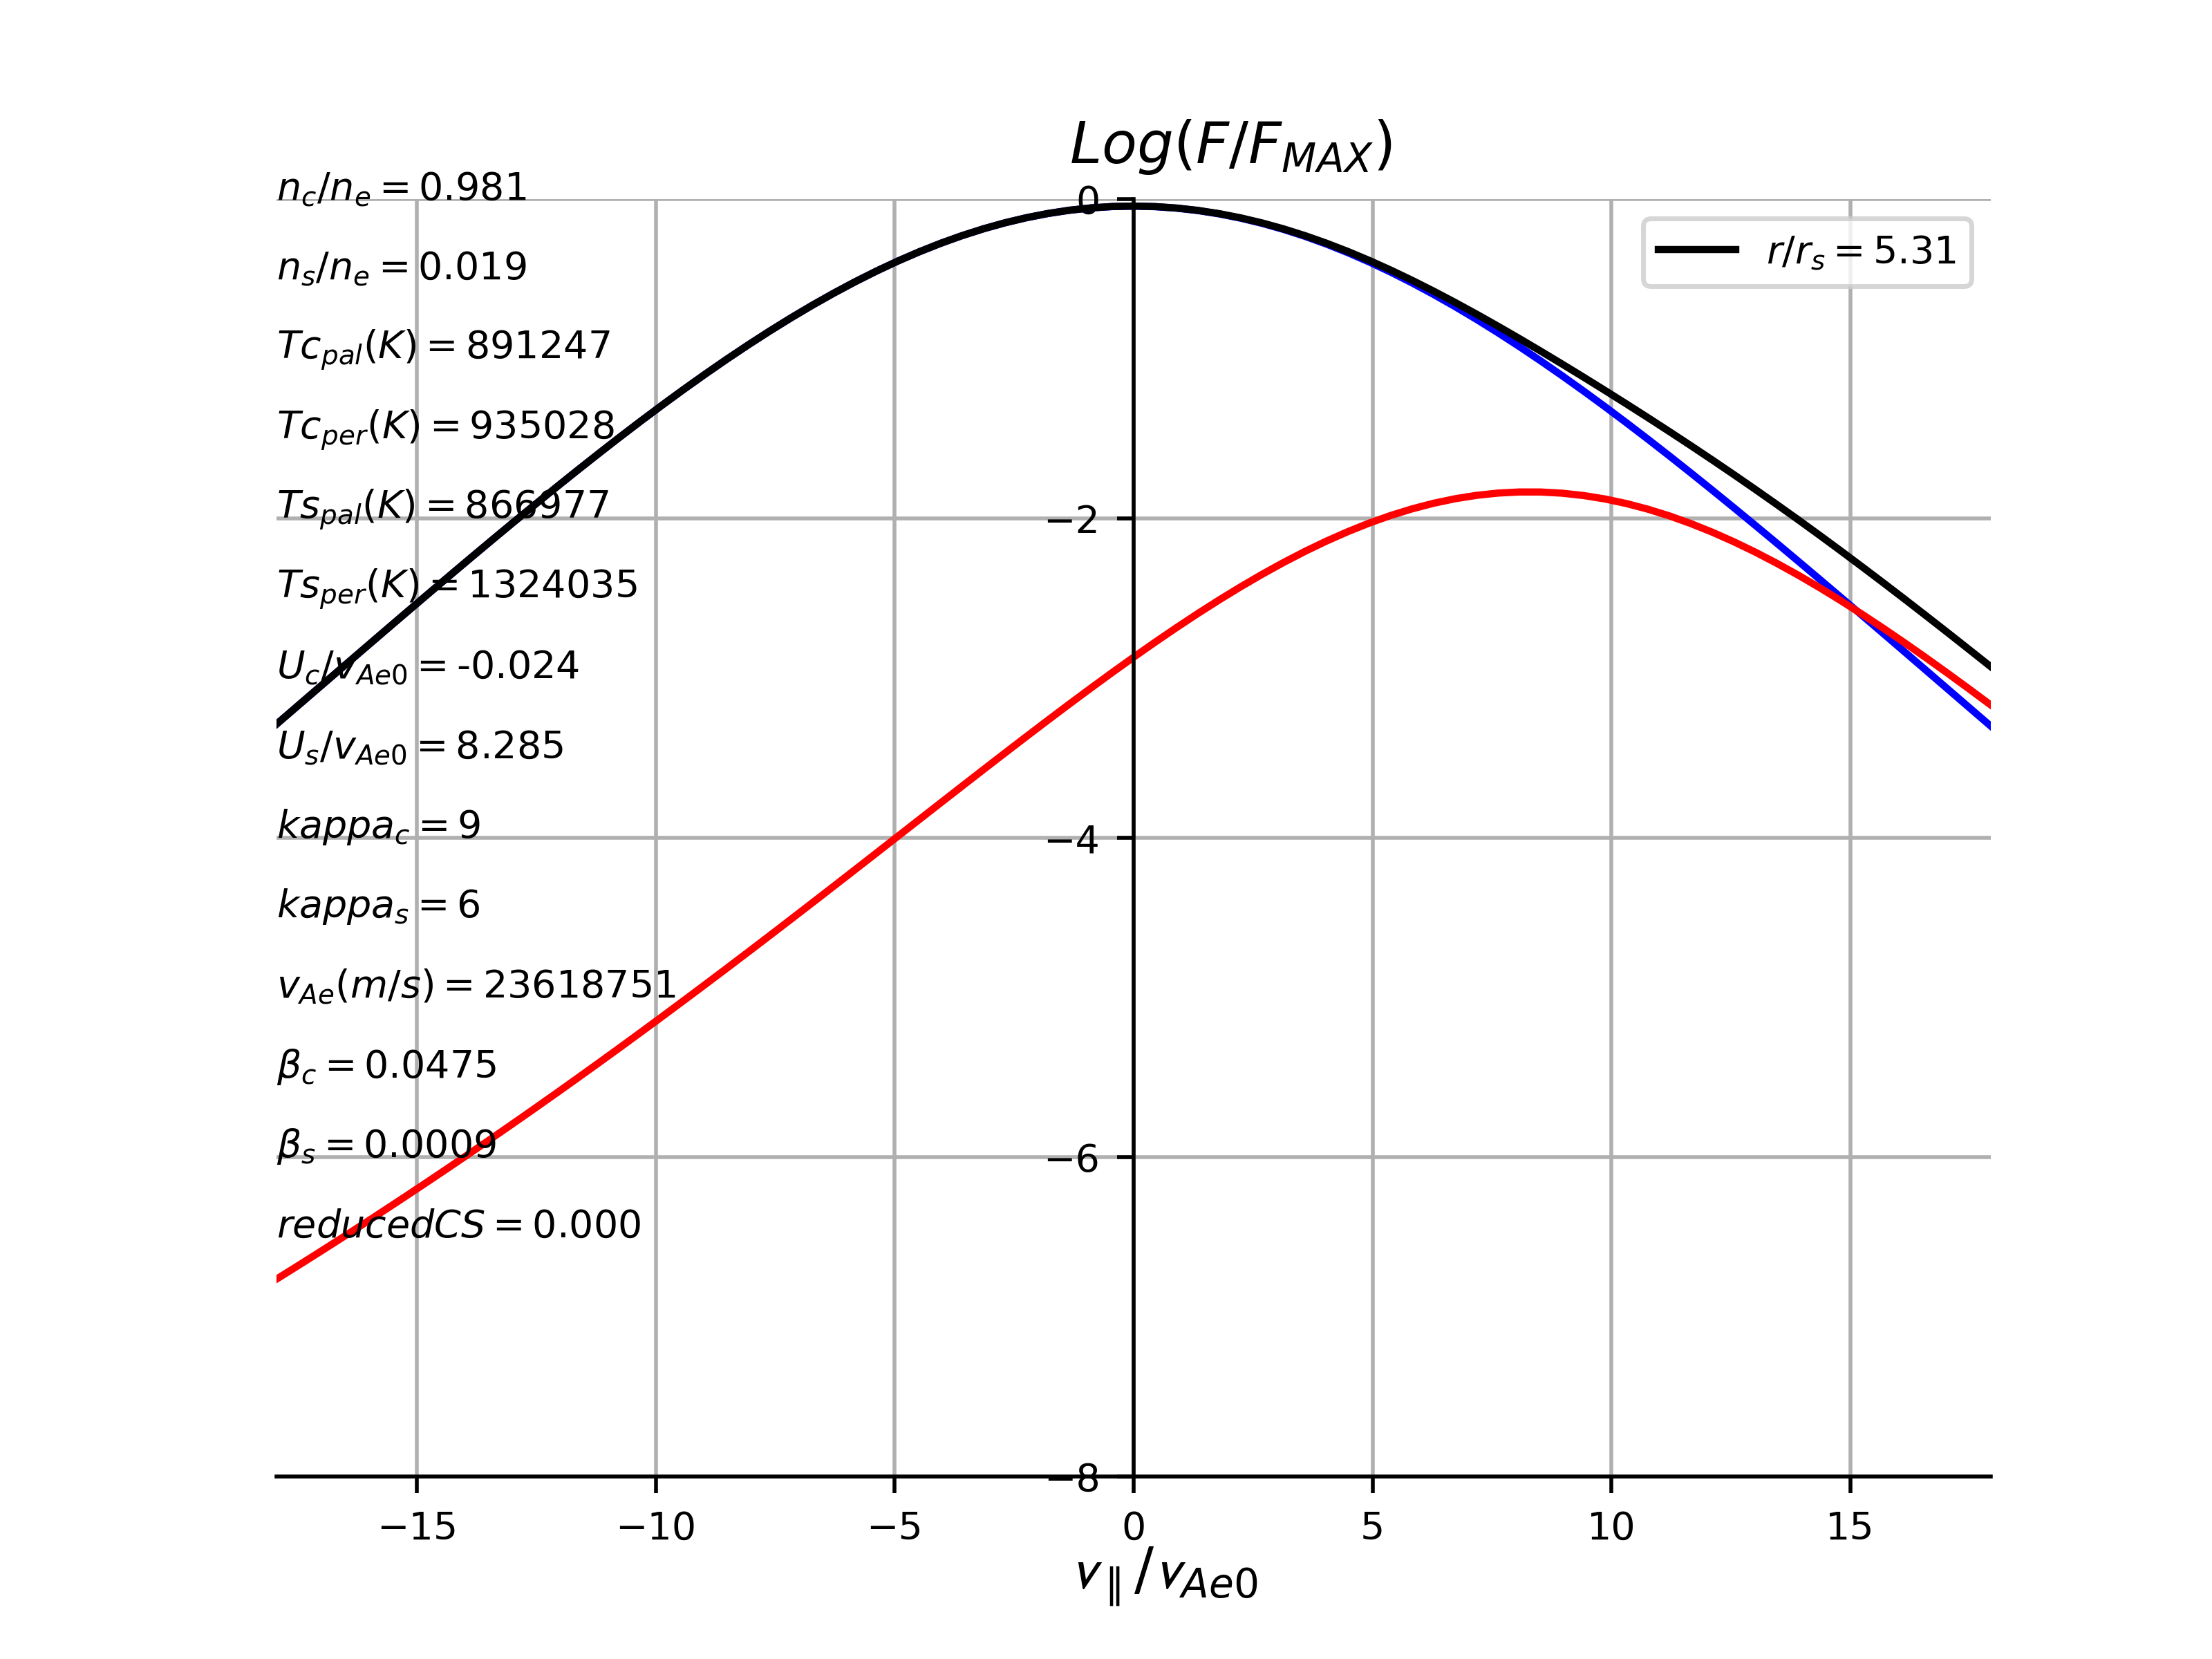 Log(F/F_MAX)
n_c/n_e = 0.981
0
r/r_s = 5.31
n_s/n_e = 0.019
Tc_pal(K) = 891247
Tc_per(K) = 935028
Ts_pal(K) = 866977
−2
Ts_per(K) = 1324035
U_c/v_Ae0 = -0.024
U_s/v_Ae0 = 8.285
kappa_c = 9
−4
kappa_s = 6
v_Ae(m/s) = 23618751
β_c = 0.0475
β_s = 0.0009
−6
reducedCS = 0.000
−8
−15 −10 −5 0 5 10 15
v_∥/v_Ae0